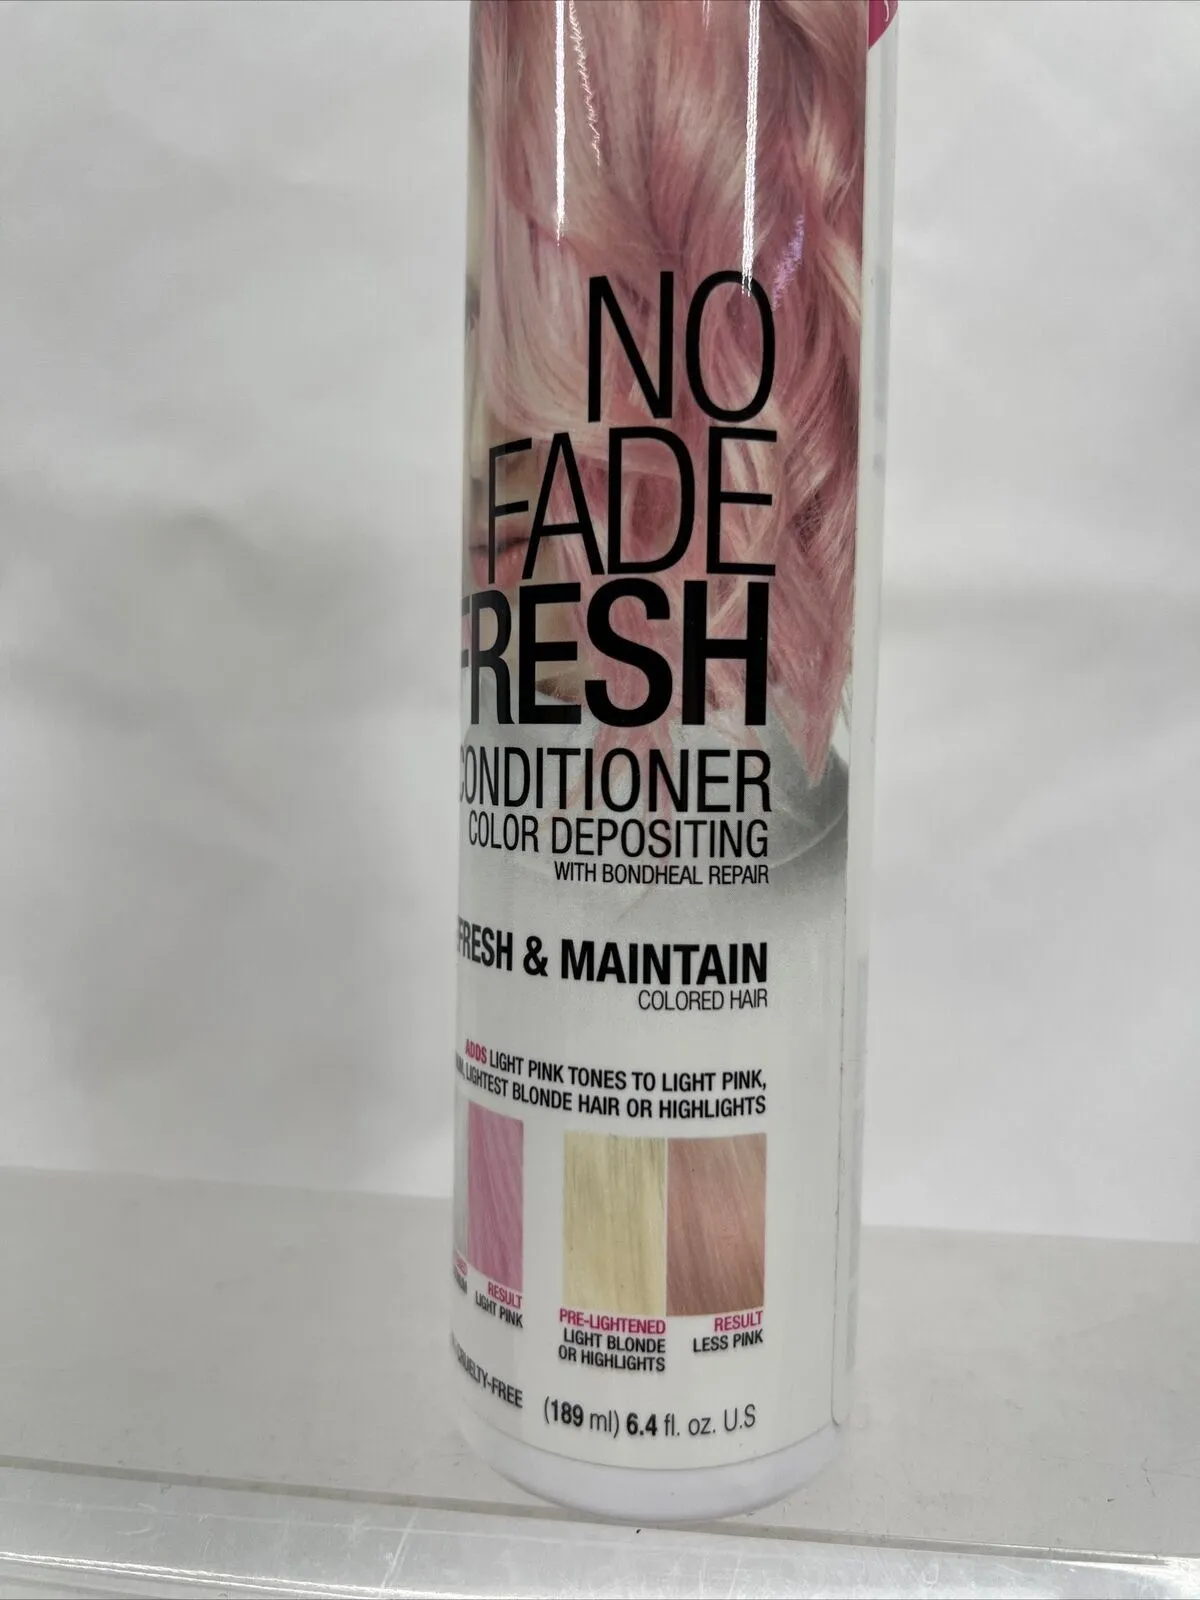 NO
FADE
FRESH
CONDITIONER
COLOR DEPOSITING
WITH BONDHEAL REPAIR
FRESH & MAINTAIN
COLORED HAIR
ADDS LIGHT PINK TONES TO LIGHT PINK,
LIGHTEST BLONDE HAIR OR HIGHLIGHTS
RESULT
LIGHT PINK
PRE-LIGHTENED
LIGHT BLONDE
OR HIGHLIGHTS
RESULT
LESS PINK
CRUELTY-FREE
(189 ml) 6.4 fl. oz. U.S